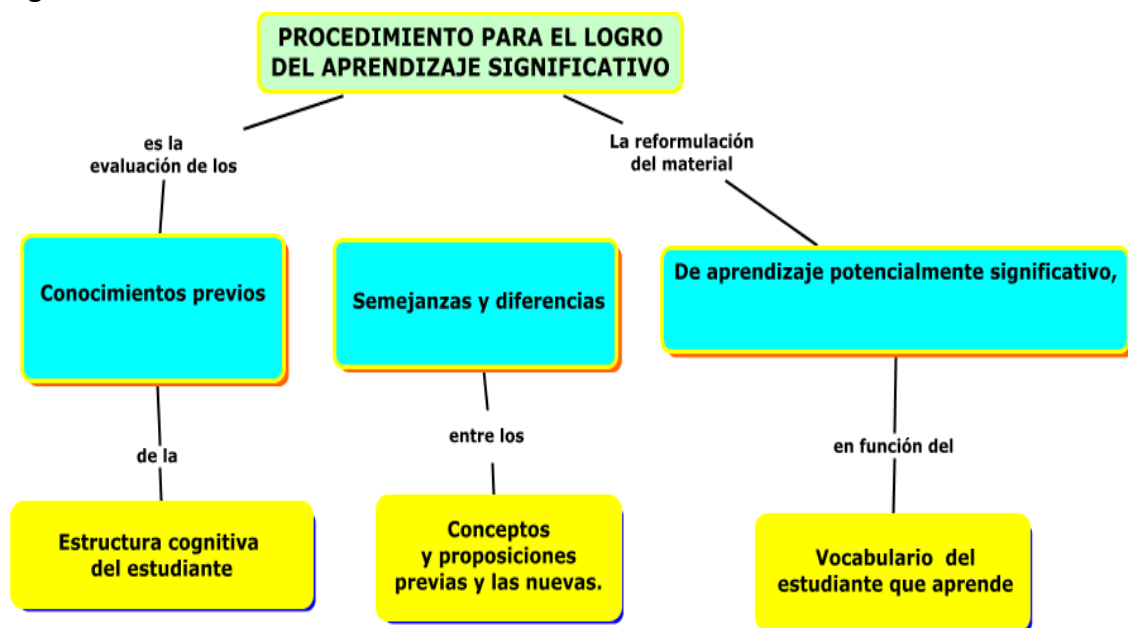 PROCEDIMIENTO PARA EL LOGRO
DEL APRENDIZAJE SIGNIFICATIVO
es la
evaluación de los
La reformulación
del material
Conocimientos previos
Semejanzas y diferencias
De aprendizaje potencialmente significativo,
de la
entre los
en función del
Estructura cognitiva
del estudiante
Conceptos
y proposiciones
previas y las nuevas.
Vocabulario del
estudiante que aprende